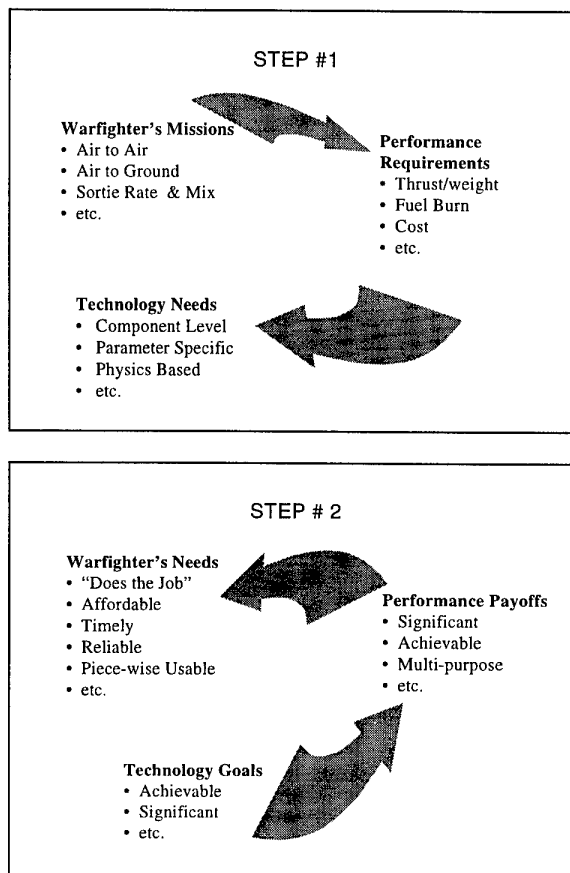 STEP #1
Warfighter's Missions
• Air to Air
• Air to Ground
• Sortie Rate & Mix
• etc.
Performance
Requirements
• Thrust/weight
• Fuel Burn
• Cost
• etc.
Technology Needs
• Component Level
• Parameter Specific
• Physics Based
• etc.
STEP # 2
Warfighter's Needs
• "Does the Job"
• Affordable
• Timely
• Reliable
• Piece-wise Usable
• etc.
Performance Payoffs
• Significant
• Achievable
• Multi-purpose
• etc.
Technology Goals
• Achievable
• Significant
• etc.